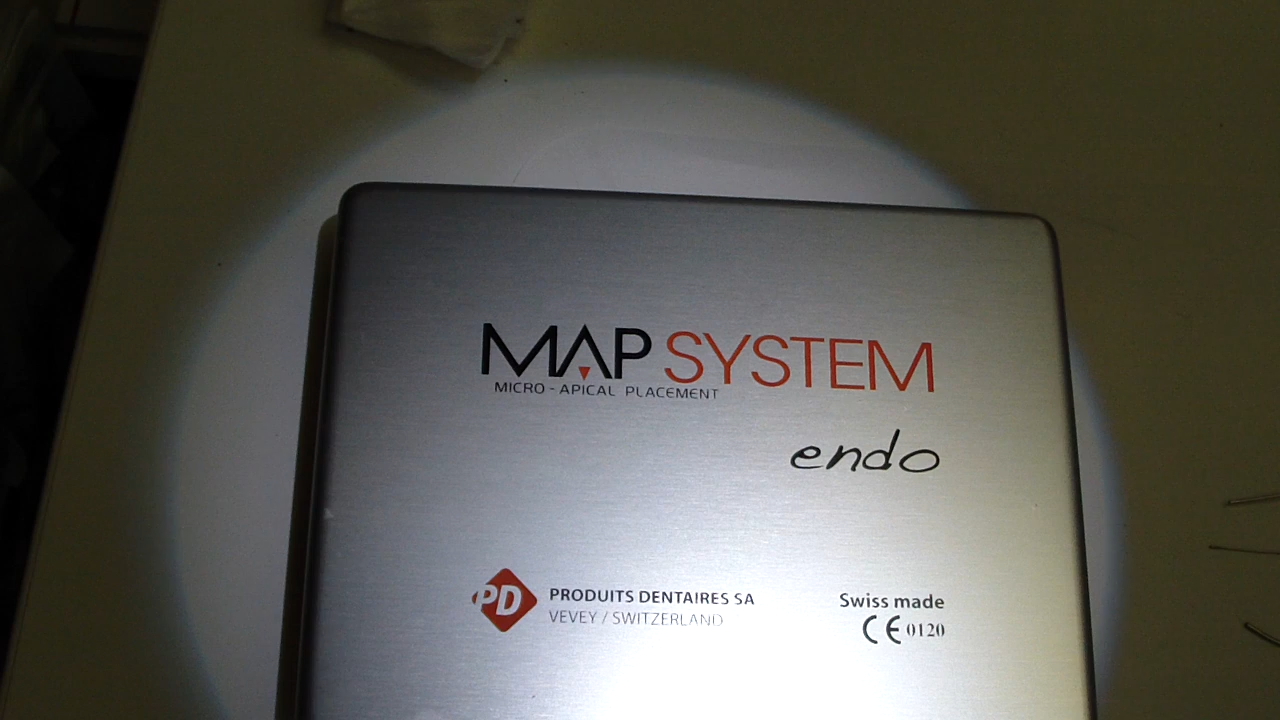 MAP SYSTEM
MICRO - APICAL PLACEMENT
endo
PD PRODUITS DENTAIRES SA
VEVEY / SWITZERLAND
Swiss made
CE 0120